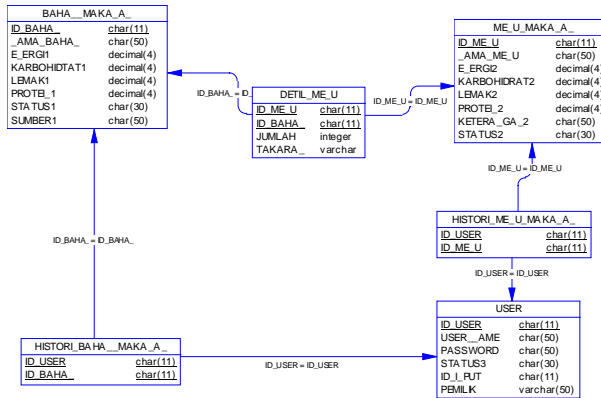 BAHA__MAKA_A_
ID_BAHA_ char(11)
_AMA_BAHA_ char(50)
E_ERGI1 decimal(4)
KARBOHIDTAT1 decimal(4)
LEMAK1 decimal(4)
PROTEI_1 decimal(4)
STATUS1 char(30)
SUMBER1 char(50)
ME_U_MAKA_A_
ID_ME_U char(11)
_AMA_ME_U char(50)
E_ERGI2 decimal(4)
KARBOHIDRAT2 decimal(4)
LEMAK2 decimal(4)
PROTEI_2 decimal(4)
KETERA_GA_2 char(50)
STATUS2 char(30)
ID_BAHA_ = ID_
DETIL_ME_U
ID_ME_U char(11)
ID_BAHA_ char(11)
JUMLAH integer
TAKARA_ varchar
ID_ME_U = ID_ME_U
ID_ME_U = ID_ME_U
HISTORI_ME_U_MAKA_A_
ID_USER char(11)
ID_ME_U char(11)
ID_BAHA_ = ID_BAHA_
ID_USER = ID_USER
USER
ID_USER char(11)
USER__AME char(50)
PASSWORD char(50)
STATUS3 char(30)
ID_I_PUT char(11)
PEMILIK varchar(50)
HISTORI_BAHA__MAKA_A_
ID_USER char(11)
ID_BAHA_ char(11)
ID_USER = ID_USER